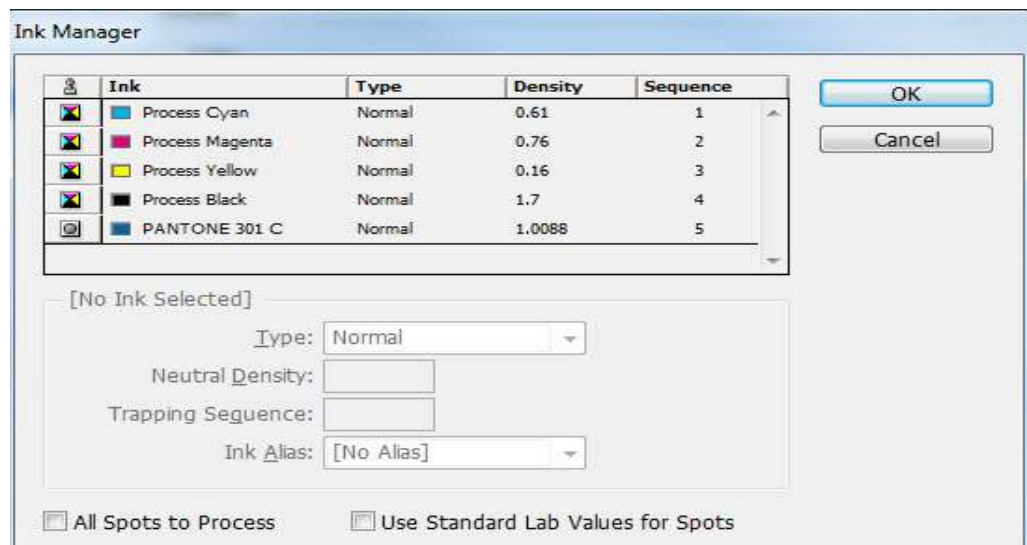 Ink Manager
Ink Type Density Sequence
Process Cyan Normal 0.61 1
Process Magenta Normal 0.76 2
Process Yellow Normal 0.16 3
Process Black Normal 1.7 4
PANTONE 301 C Normal 1.0088 5
OK
Cancel
[No Ink Selected]
Type: Normal
Neutral Density:
Trapping Sequence:
Ink Alias: [No Alias]
All Spots to Process Use Standard Lab Values for Spots